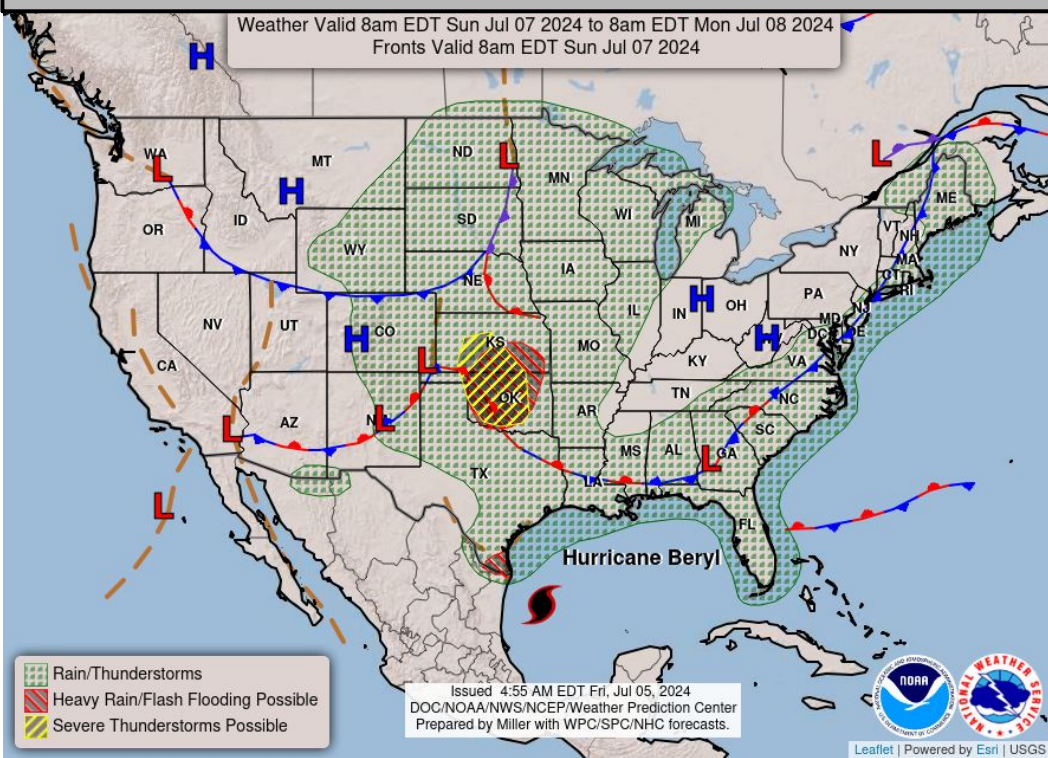 Weather Valid 8am EDT Sun Jul 07 2024 to 8am EDT Mon Jul 08 2024
Fronts Valid 8am EDT Sun Jul 07 2024
H
WA
L
MT
ND
L
MN
H
ID
OR
WY
SD
WI
MI
L
ME
VT
NH
NY
MA
CT
RI
NE
IA
IL
IN
H
OH
PA
NJ
MD
DE
DC
H
VA
NV
UT
H
CO
KS
MO
KY
CA
L
OK
AR
TN
NC
SC
L
AZ
L
MS
AL
L
GA
TX
LA
FL
L
Hurricane Beryl
Rain/Thunderstorms
Heavy Rain/Flash Flooding Possible
Severe Thunderstorms Possible
Issued 4:55 AM EDT Fri, Jul 05, 2024
DOC/NOAA/NWS/NCEP/Weather Prediction Center
Prepared by Miller with WPC/SPC/NHC forecasts.
NOAA
NATIONAL WEATHER SERVICE
Leaflet | Powered by Esri | USGS